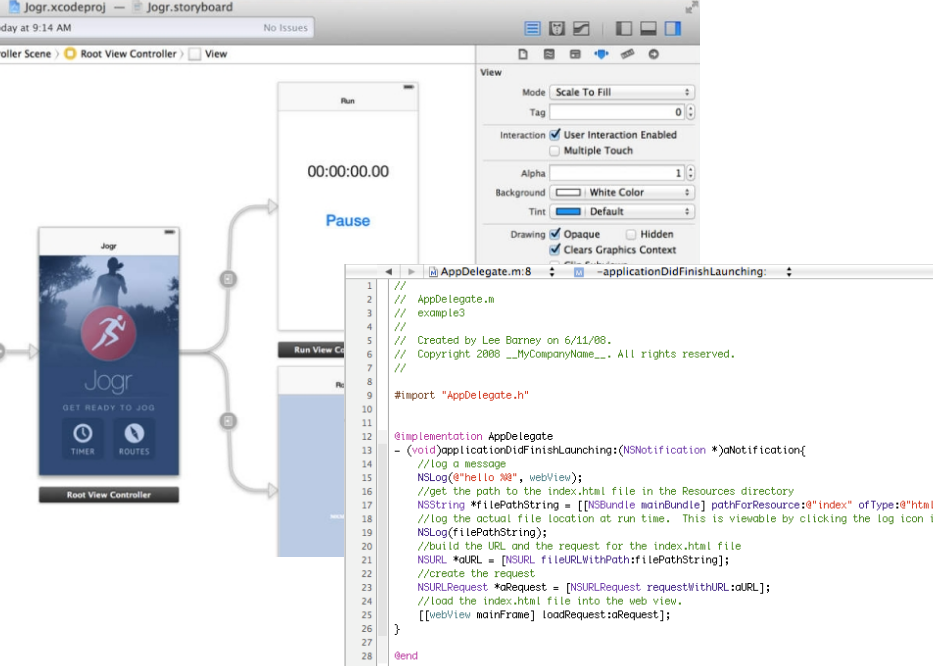 Jogr.xcodeproj — Jogr.storyboard
day at 9:14 AM
No Issues
oller Scene
Root View Controller
View
View
Mode Scale To Fill
Tag 0
Interaction User Interaction Enabled
Multiple Touch
Alpha 1
Background White Color
Tint Default
Drawing Opaque Hidden
Clears Graphics Context
Run
00:00:00.00
Pause
Run View Co
Jogr
Jogr
GET READY TO JOG
TIMER
ROUTES
Root View Controller
Ro
AppDelegate.m:8
M
-applicationDidFinishLaunching:
1 //
2 // AppDelegate.m
3 // example3
4 //
5 // Created by Lee Barney on 6/11/08.
6 // Copyright 2008 __MyCompanyName__. All rights reserved.
7 //
8
9 #import "AppDelegate.h"
10
11
12 @implementation AppDelegate
13 - (void)applicationDidFinishLaunching:(NSNotification *)aNotification{
14 //log a message
15 NSLog(@"hello %@", webView);
16 //get the path to the index.html file in the Resources directory
17 NSString *filePathString = [[NSBundle mainBundle] pathForResource:@"index" ofType:@"html
18 //log the actual file location at run time. This is viewable by clicking the log icon i
19 NSLog(filePathString);
20 //build the URL and the request for the index.html file
21 NSURL *aURL = [NSURL fileURLWithPath:filePathString];
22 //create the request
23 NSURLRequest *aRequest = [NSURLRequest requestWithURL:aURL];
24 //load the index.html file into the web view.
25 [[webView mainFrame] loadRequest:aRequest];
26 }
27
28 @end